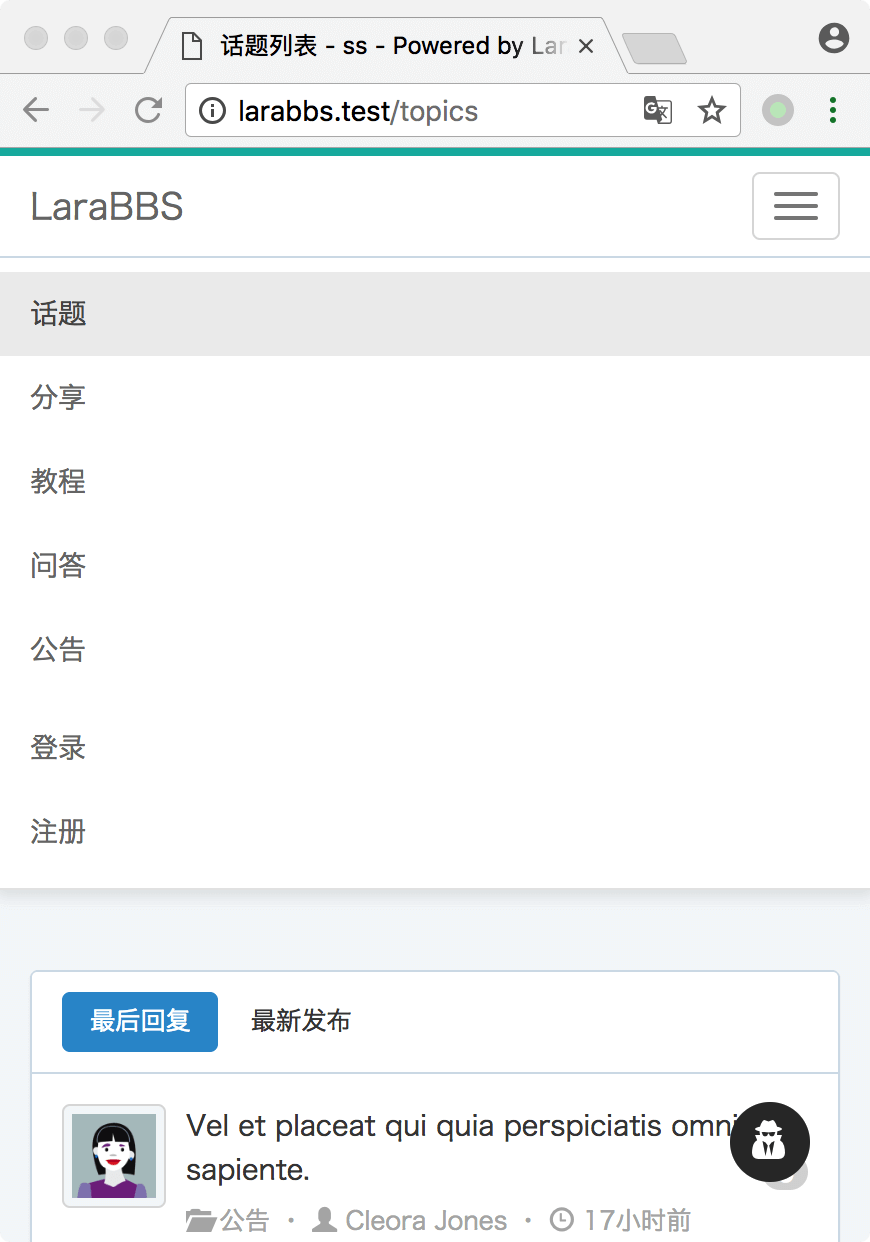 话题列表 - ss - Powered by Lar
larabbs.test/topics
LaraBBS
话题
分享
教程
问答
公告
登录
注册
最后回复 最新发布
Vel et placeat qui quia perspiciatis omni
sapiente.
公告 · Cleora Jones · 17小时前